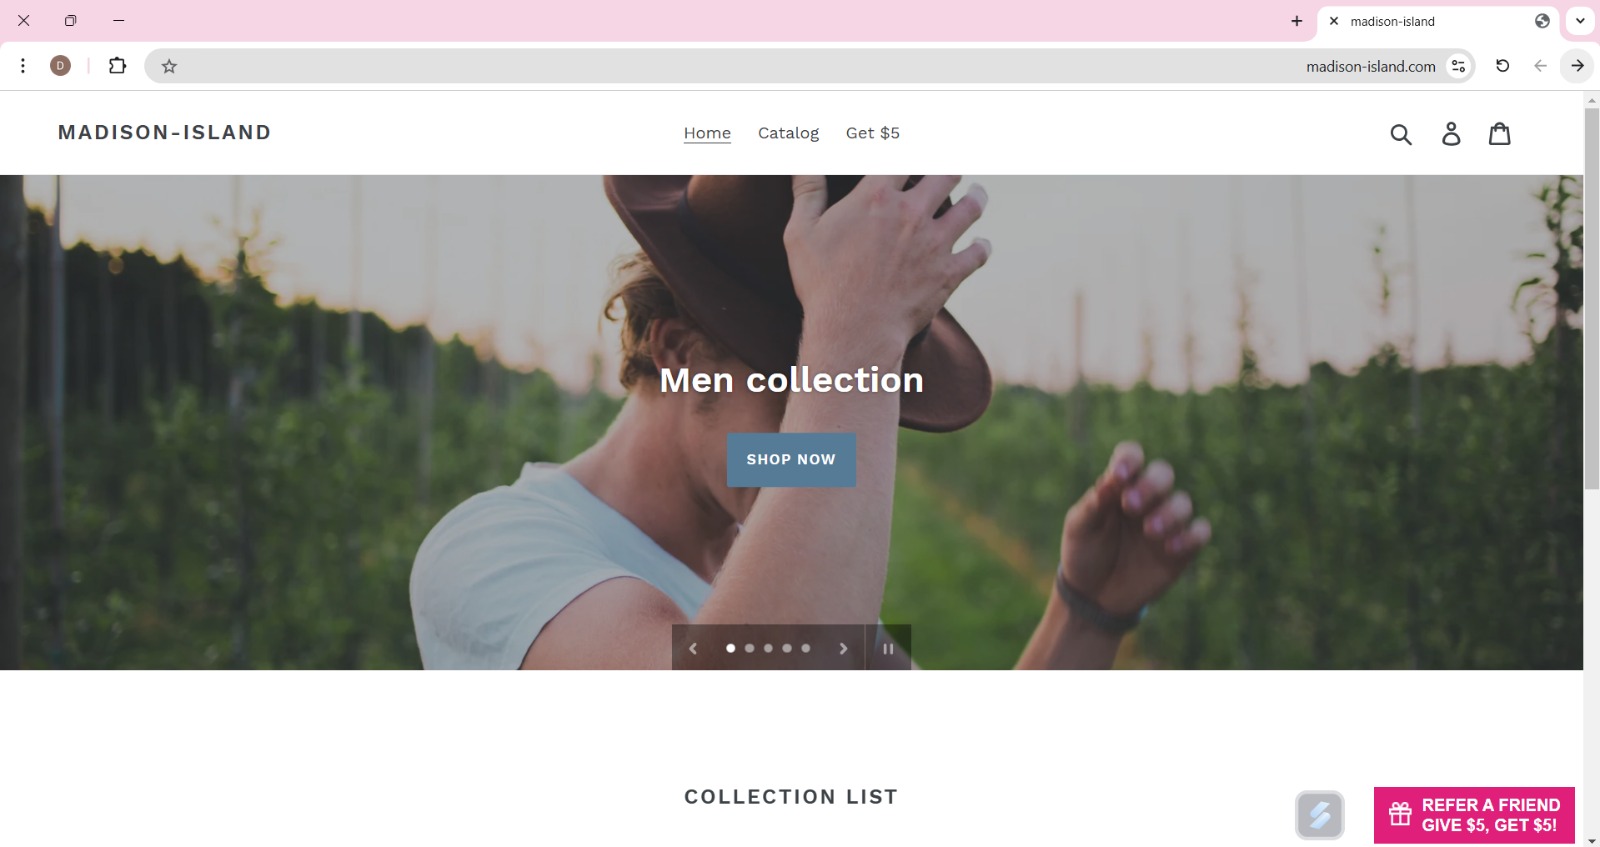 madison-island
D
madison-island.com
MADISON-ISLAND
Home
Catalog
Get $5
Men collection
SHOP NOW
COLLECTION LIST
REFER A FRIEND
GIVE $5, GET $5!